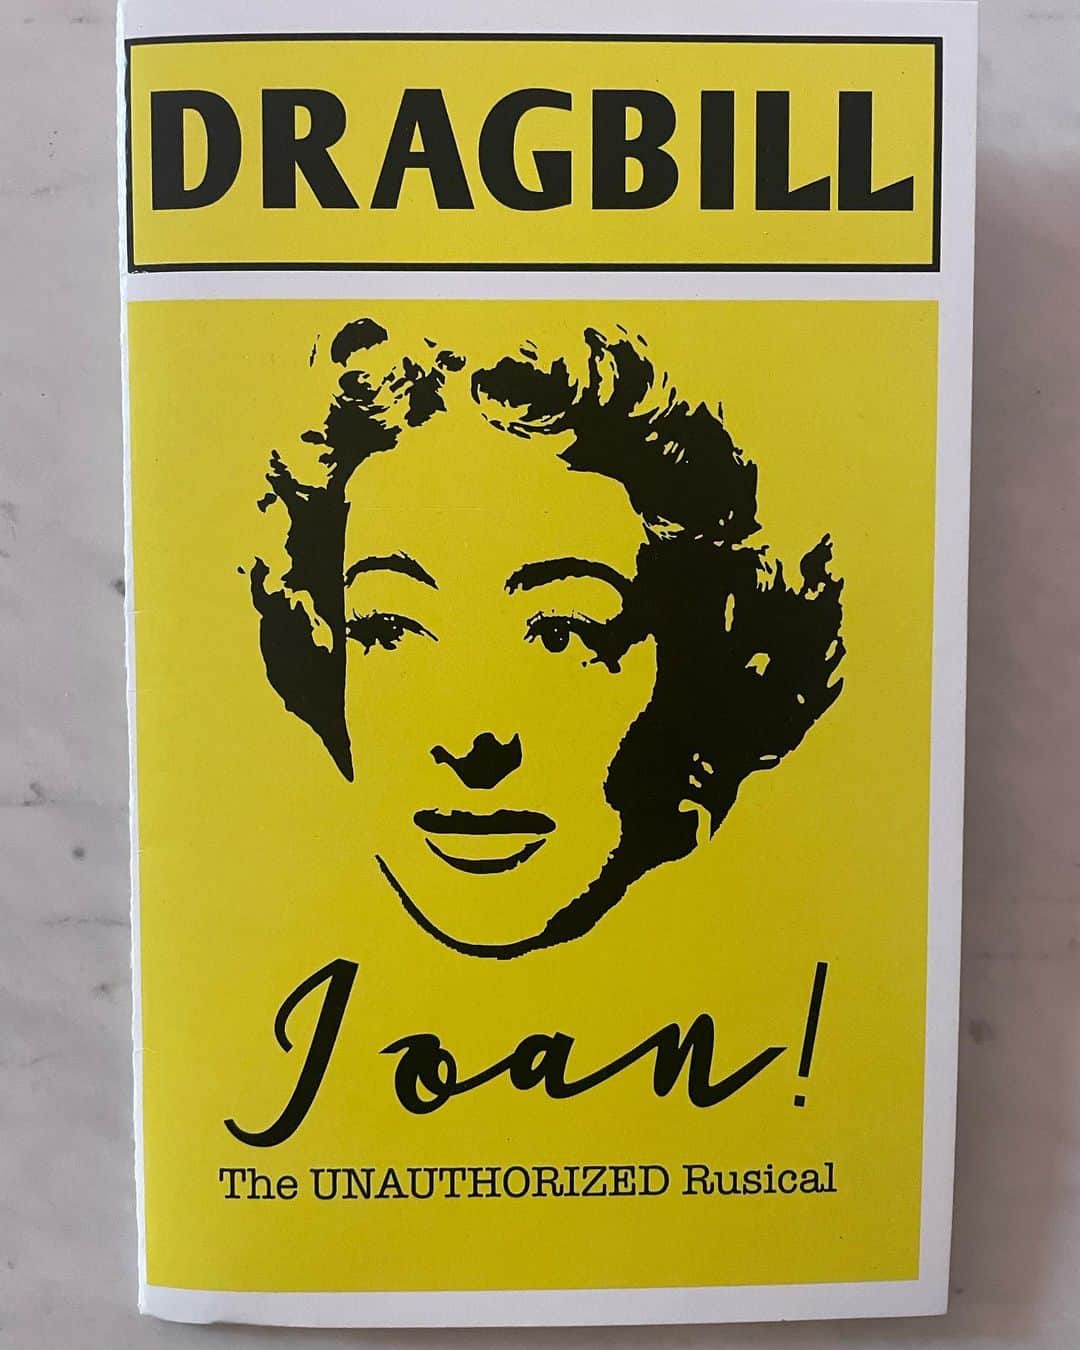 DRAGBILL
Joan!
The UNAUTHORIZED Rusical